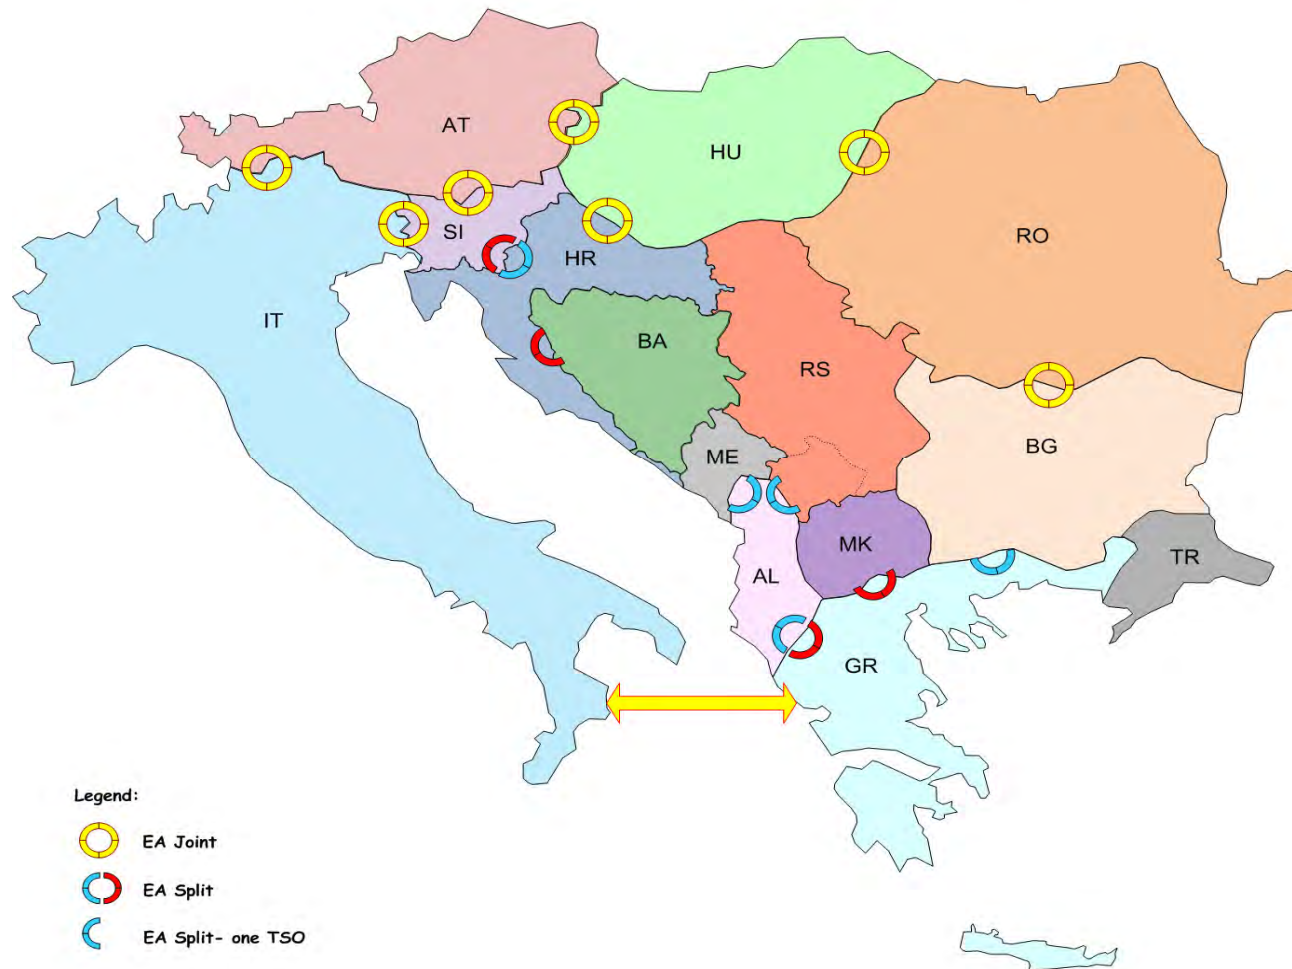 AT
HU
RO
SI
HR
IT
BA
RS
BG
ME
MK
TR
AL
GR
Legend:
EA Joint
EA Split
EA Split- one TSO